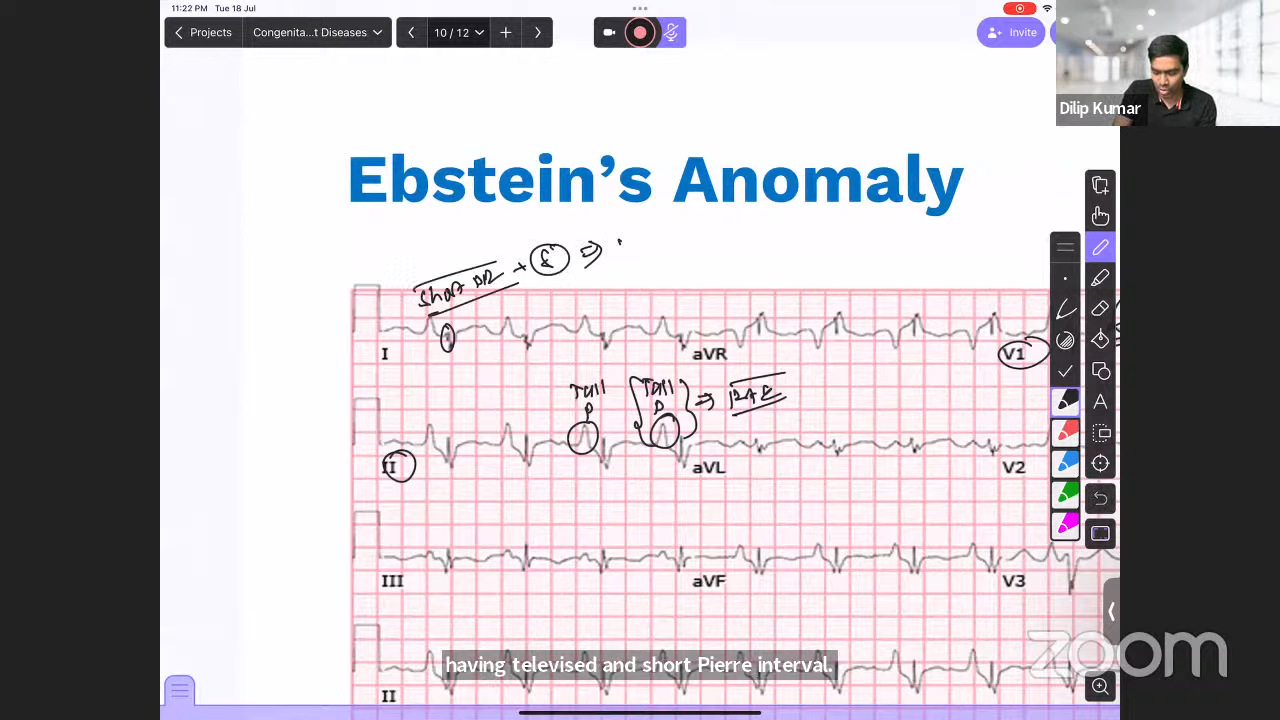 11:22 PM Tue 18 Jul
Projects
Congenita...t Diseases
10 / 12
Invite
Dilip Kumar
Ebstein's Anomaly
Short PR +
I
aVR
V1
Tall
P
Tall
P
⇒ RAE
II
aVL
V2
III
aVF
V3
II
having televised and short Pierre interval.
zoom